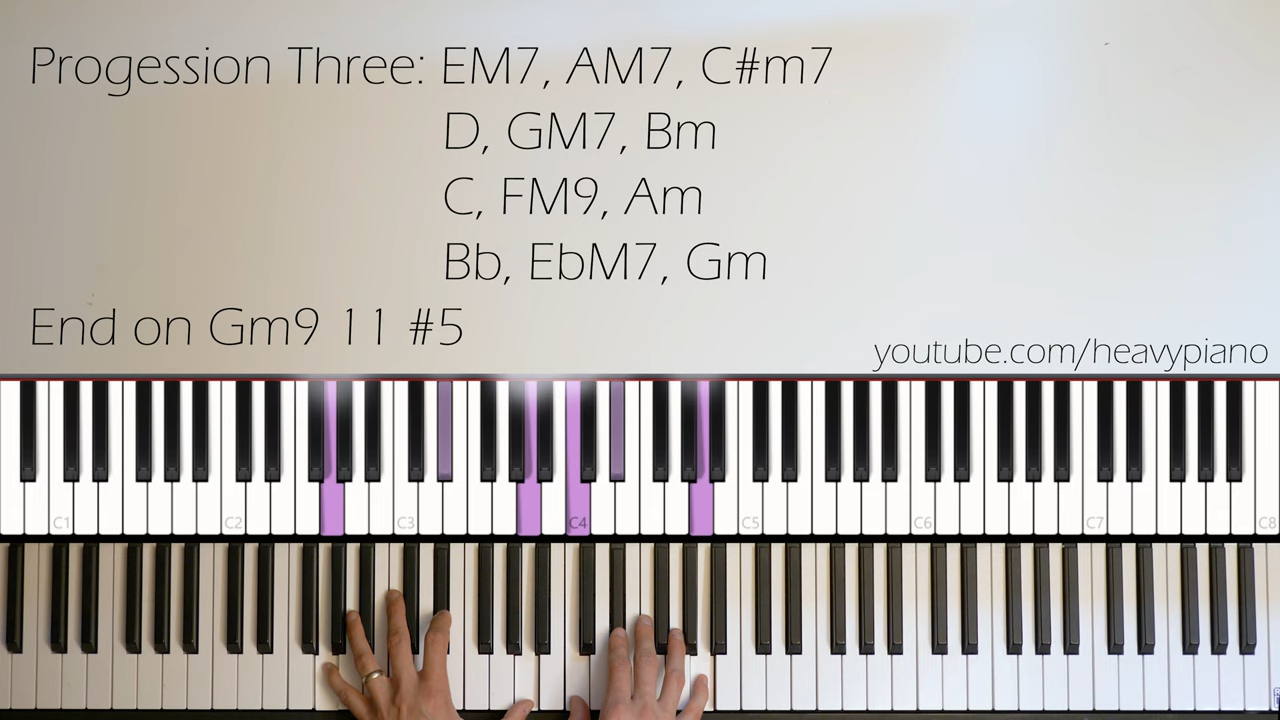 Progession Three: EM7, AM7, C#m7
D, GM7, Bm
C, FM9, Am
Bb, EbM7, Gm
End on Gm9 11 #5
youtube.com/heavypiano
C1 C2 C3 C4 C5 C6 C7 C8